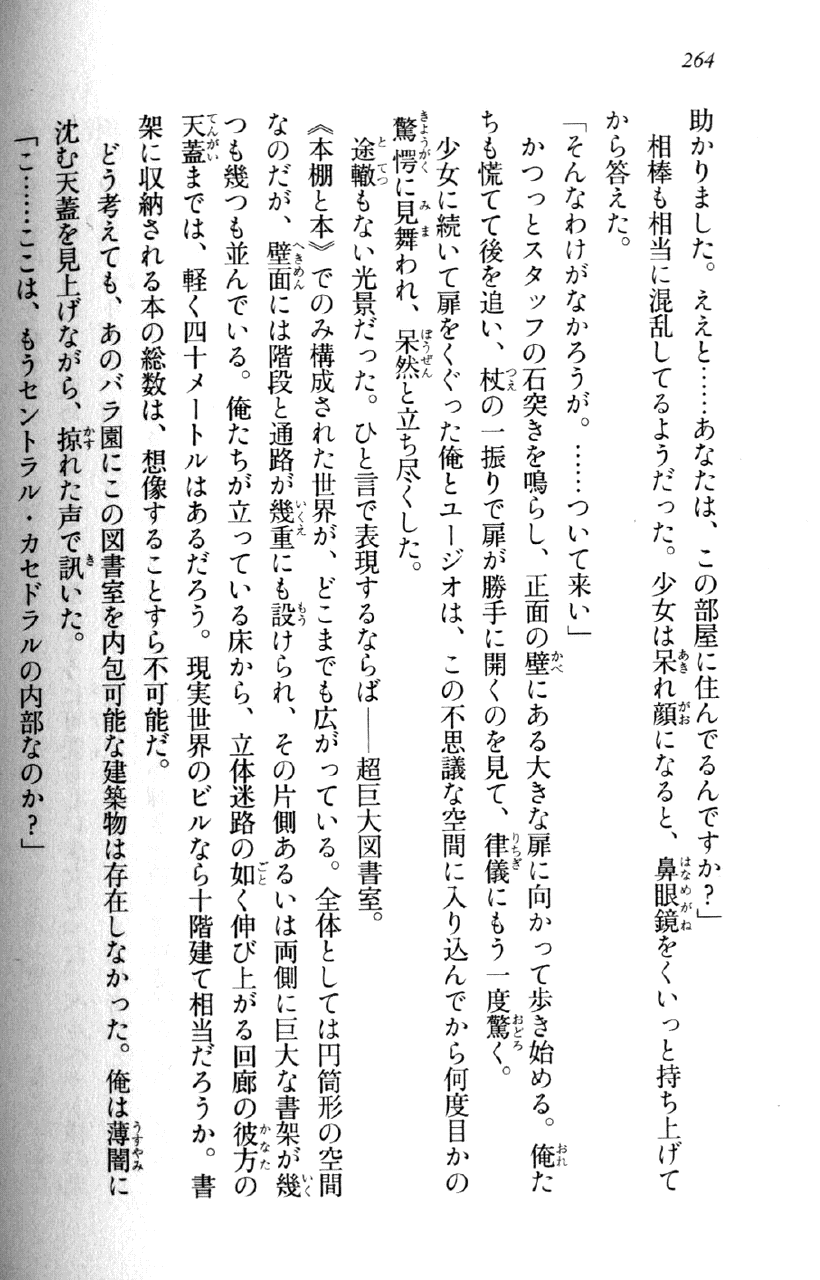 264
助かりました。ええと……あなたは、この部屋に住んでるんですか?」
相棒も相当に混乱してるようだった。少女は呆れ顔になると、鼻眼鏡をくいっと持ち上げて
から答えた。
「そんなわけがなかろうが。……ついて来い」
かつっとスタッフの石突きを鳴らし、正面の壁にある大きな扉に向かって歩き始める。俺た
ちも慌てて後を追い、杖の一振りで扉が勝手に開くのを見て、律儀にもう一度驚く。
少女に続いて扉をくぐった俺とユージオは、この不思議な空間に入り込んでから何度目かの
驚愕に見舞われ、呆然と立ち尽くした。
途轍もない光景だった。ひと言で表現するならば――超巨大図書室。
《本棚と本》でのみ構成された世界が、どこまでも広がっている。全体としては円筒形の空間
なのだが、壁面には階段と通路が幾重にも設けられ、その片側あるいは両側に巨大な書架が幾
つも幾つも並んでいる。俺たちが立っている床から、立体迷路の如く伸び上がる回廊の彼方の
天蓋までは、軽く四十メートルはあるだろう。現実世界のビルなら十階建て相当だろうか。書
架に収納される本の総数は、想像することすら不可能だ。
どう考えても、あのバラ園にこの図書室を内包可能な建築物は存在しなかった。俺は薄闇に
沈む天蓋を見上げながら、掠れた声で訊いた。
「こ……ここは、もうセントラル・カセドラルの内部なのか?」